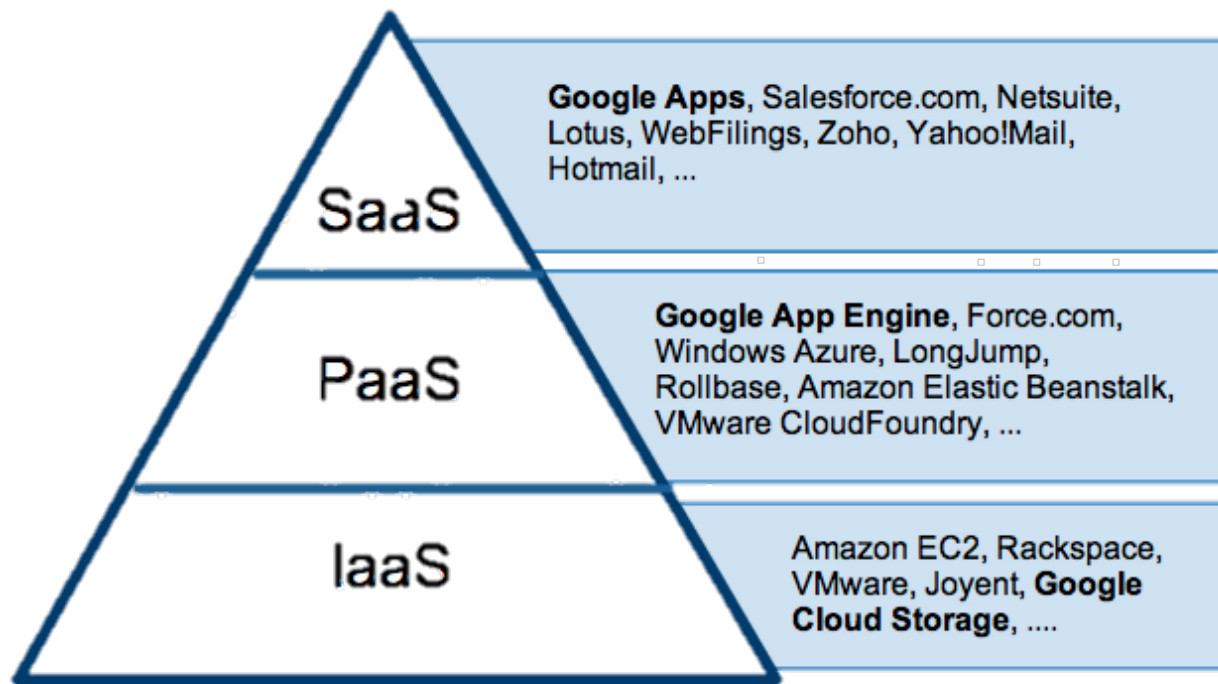 Google Apps, Salesforce.com, Netsuite,
Lotus, WebFilings, Zoho, Yahoo!Mail,
Hotmail, ...
SaaS
Google App Engine, Force.com,
Windows Azure, LongJump,
Rollbase, Amazon Elastic Beanstalk,
VMware CloudFoundry, ...
PaaS
Amazon EC2, Rackspace,
VMware, Joyent, Google
Cloud Storage, ....
IaaS